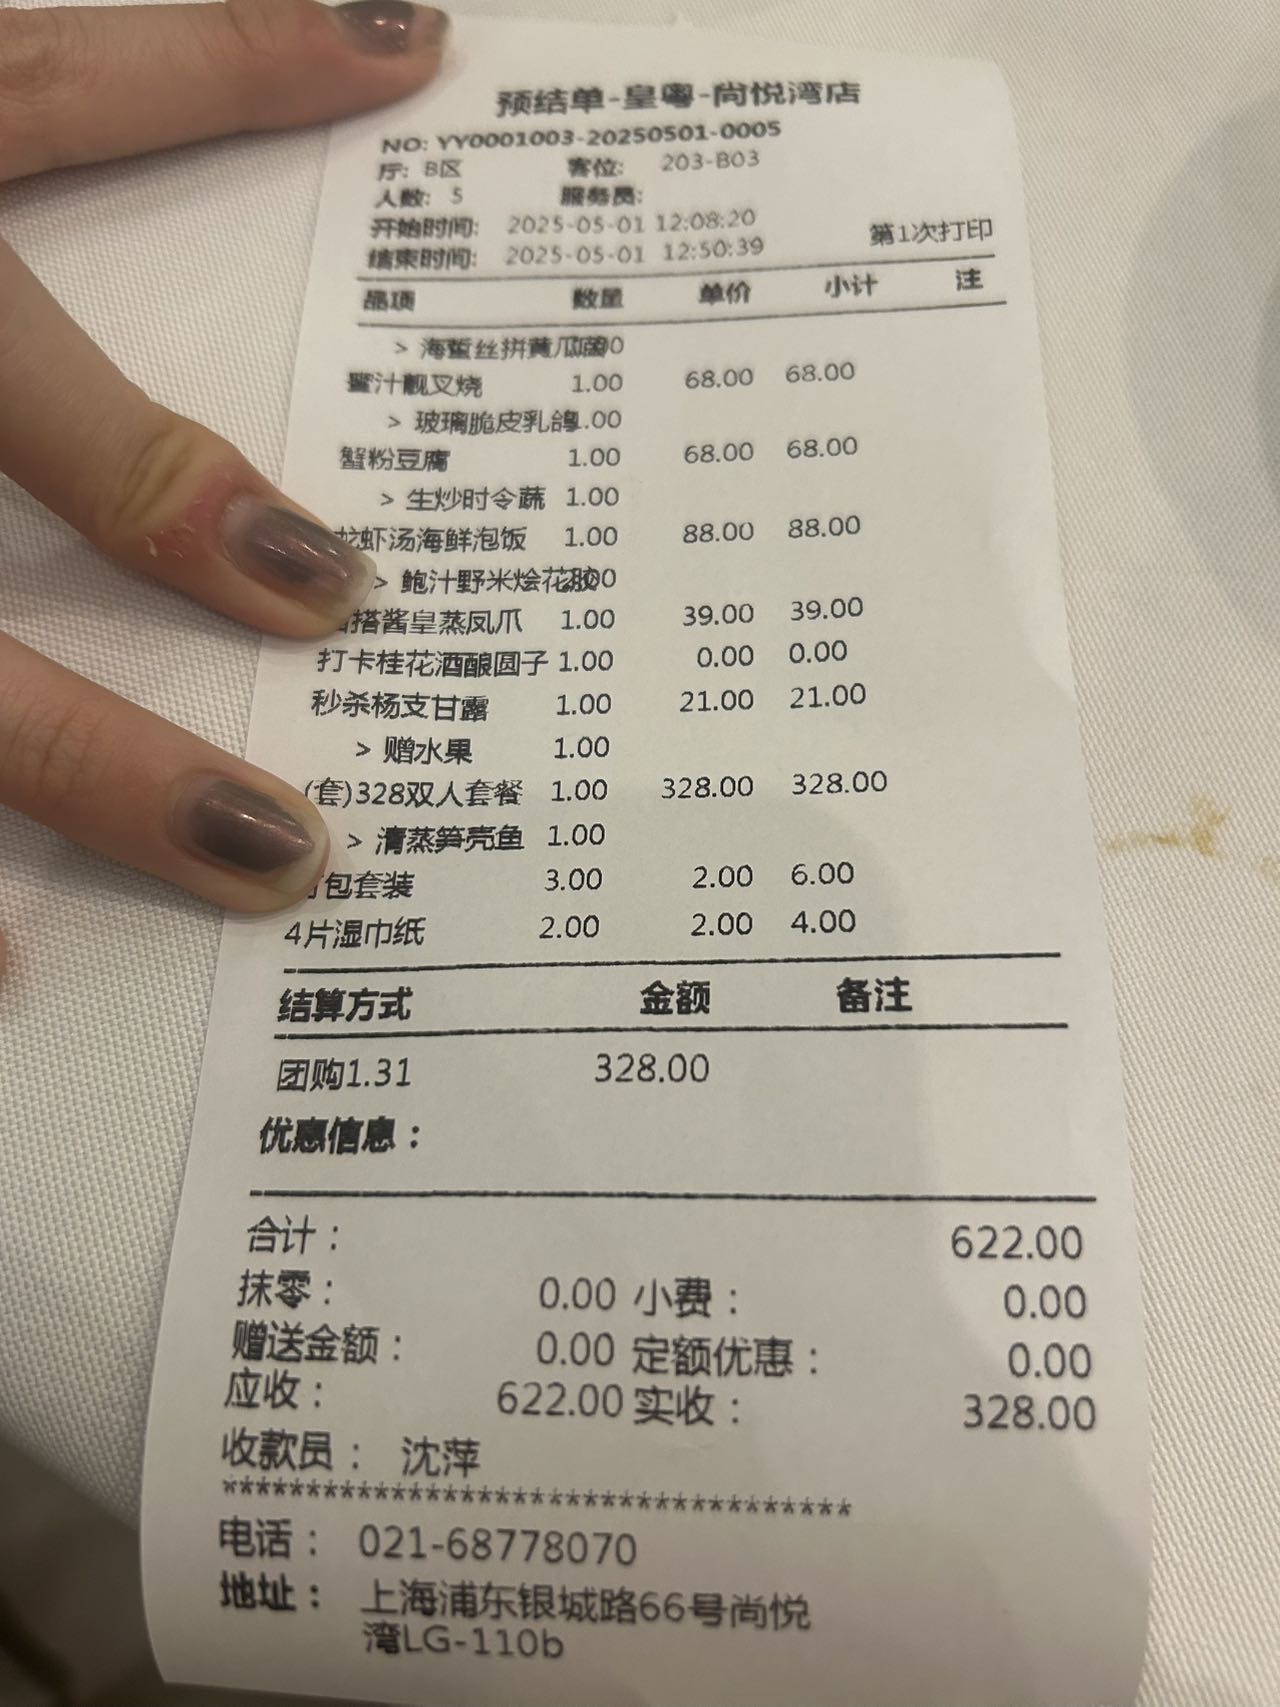 预结单-皇粤-尚悦湾店
NO: YY0001003-20250501-0005
厅: B区 客位: 203-B03
人数: 5 服务员:
开始时间: 2025-05-01 12:08:20
结束时间: 2025-05-01 12:50:39 第1次打印
品项 数量 单价 小计 注
> 海蜇丝拼黄瓜
蜜汁靓叉烧 1.00 68.00 68.00
> 玻璃脆皮乳鸽 1.00
蟹粉豆腐 1.00 68.00 68.00
> 生炒时令蔬 1.00
龙虾汤海鲜泡饭 1.00 88.00 88.00
> 鲍汁野米烩花胶
搭酱皇蒸凤爪 1.00 39.00 39.00
打卡桂花酒酿圆子 1.00 0.00 0.00
秒杀杨支甘露 1.00 21.00 21.00
> 赠水果 1.00
(套)328双人套餐 1.00 328.00 328.00
> 清蒸笋壳鱼 1.00
包套装 3.00 2.00 6.00
4片湿巾纸 2.00 2.00 4.00
结算方式 金额 备注
团购1.31 328.00
优惠信息：
合计： 622.00
抹零： 0.00 小费： 0.00
赠送金额： 0.00 定额优惠： 0.00
应收： 622.00 实收： 328.00
收款员： 沈萍
*************************************
电话： 021-68778070
地址： 上海浦东银城路66号尚悦
湾LG-110b